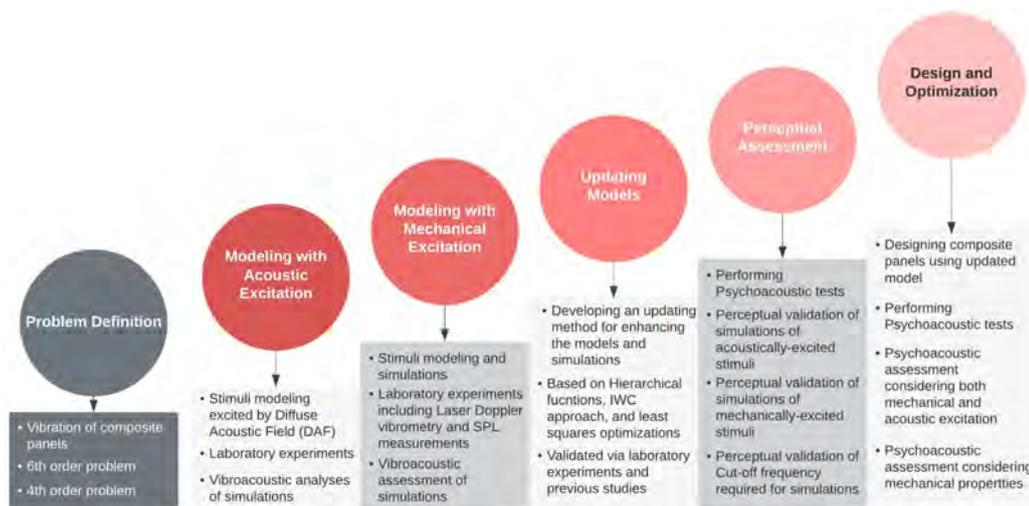 Problem Definition
• Vibration of composite
panels
• 6th order problem
• 4th order problem
Modeling with
Acoustic
Excitation
• Stimuli modeling
excited by Diffuse
Acoustic Field (DAF)
• Laboratory experiments
• Vibroacoustic analyses
of simulations
Modeling with
Mechanical
Excitation
• Stimuli modeling and
simulations
• Laboratory experiments
including Laser Doppler
vibrometry and SPL
measurements
• Vibroacoustic
assessment of
simulations
Updating
Models
• Developing an updating
method for enhancing
the models and
simulations
• Based on Hierarchical
fucntions, IWC
approach, and least
squares optimizations
• Validated via laboratory
experiments and
previous studies
Perceptual
Assessment
• Performing
Psychoacoustic tests
• Perceptual validation of
simulations of
acoustically-excited
stimuli
• Perceptual validation of
simulations of
mechanically-excited
stimuli
• Perceptual validation of
Cut-off frequency
required for simulations
Design and
Optimization
• Designing composite
panels using updated
model
• Performing
Psychoacoustic tests
• Psychoacoustic
assessment
considering both
mechanical and
acoustic excitation
• Psychoacoustic
assessment considering
mechanical propertties